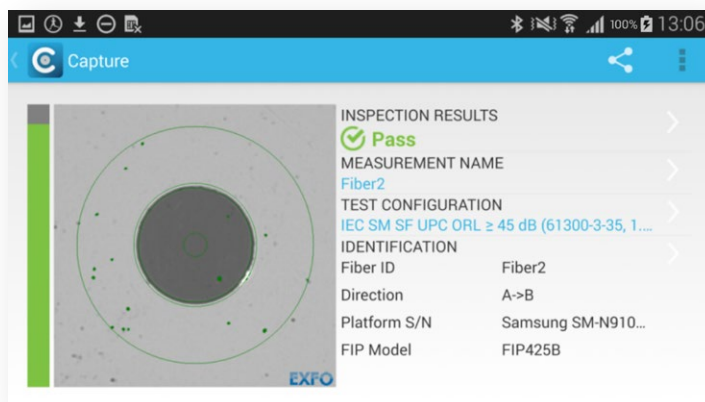 100% 13:06
Capture
INSPECTION RESULTS
Pass
MEASUREMENT NAME
Fiber2
TEST CONFIGURATION
IEC SM SF UPC ORL ≥ 45 dB (61300-3-35, 1....
IDENTIFICATION
Fiber ID Fiber2
Direction A->B
Platform S/N Samsung SM-N910...
FIP Model FIP425B
EXFO